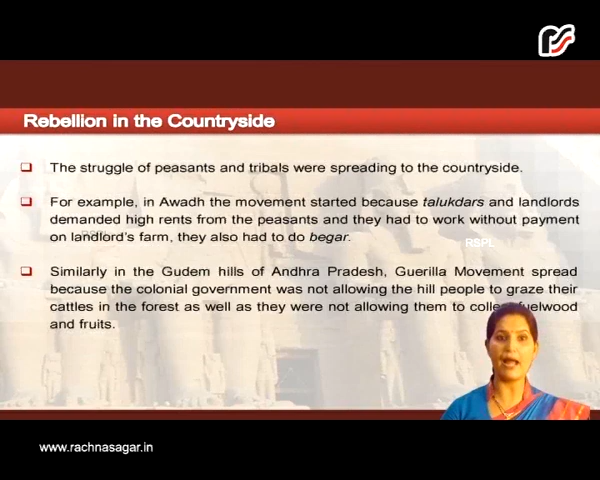 Rebellion in the Countryside
The struggle of peasants and tribals were spreading to the countryside.
For example, in Awadh the movement started because talukdars and landlords
demanded high rents from the peasants and they had to work without payment
on landlord's farm, they also had to do begar.
RSPL
RSPL
Similarly in the Gudem hills of Andhra Pradesh, Guerilla Movement spread
because the colonial government was not allowing the hill people to graze their
cattles in the forest as well as they were not allowing them to collect fuelwood
and fruits.
www.rachnasagar.in